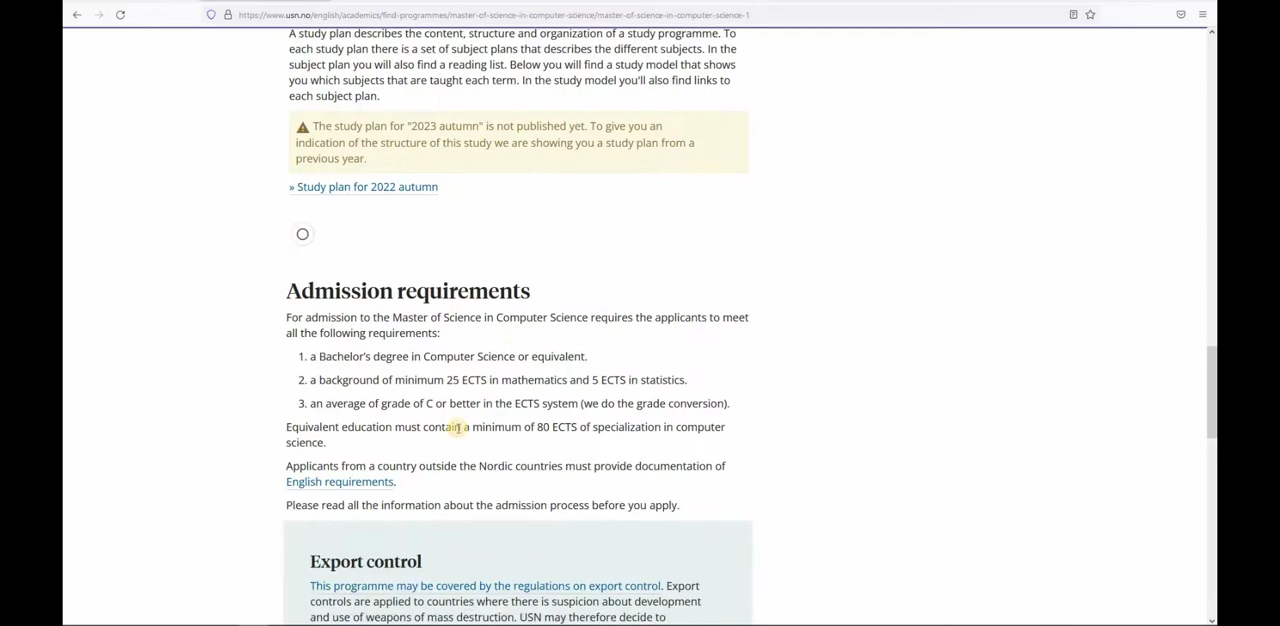 https://www.usn.no/english/academics/find-programmes/master-of-science-in-computer-science/master-of-science-in-computer-science-1
A study plan describes the content, structure and organization of a study programme. To
each study plan there is a set of subject plans that describes the different subjects. In the
subject plan you will also find a reading list. Below you will find a study model that shows
you which subjects that are taught each term. In the study model you'll also find links to
each subject plan.
The study plan for "2023 autumn" is not published yet. To give you an
indication of the structure of this study we are showing you a study plan from a
previous year.
» Study plan for 2022 autumn
Admission requirements
For admission to the Master of Science in Computer Science requires the applicants to meet
all the following requirements:
1. a Bachelor's degree in Computer Science or equivalent.
2. a background of minimum 25 ECTS in mathematics and 5 ECTS in statistics.
3. an average of grade of C or better in the ECTS system (we do the grade conversion).
Equivalent education must contain a minimum of 80 ECTS of specialization in computer
science.
Applicants from a country outside the Nordic countries must provide documentation of
English requirements.
Please read all the information about the admission process before you apply.
Export control
This programme may be covered by the regulations on export control. Export
controls are applied to countries where there is suspicion about development
and use of weapons of mass destruction. USN may therefore decide to